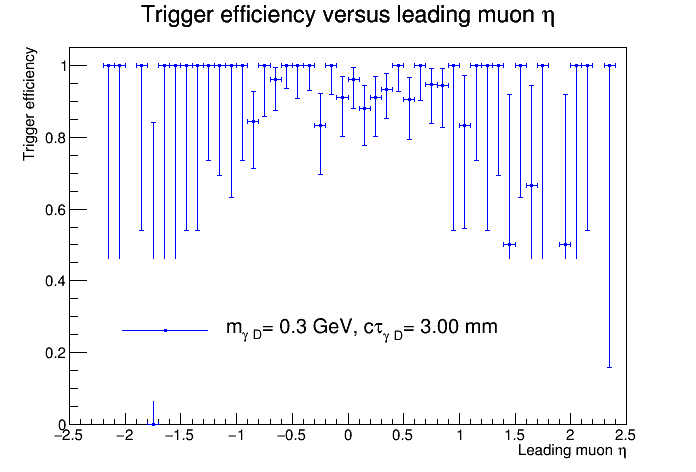 Trigger efficiency versus leading muon η
Trigger efficiency
1
0.8
0.6
0.4
0.2
0
m γ D = 0.3 GeV, cτ γ D = 3.00 mm
−2.5 −2 −1.5 −1 −0.5 0 0.5 1 1.5 2 2.5
Leading muon η